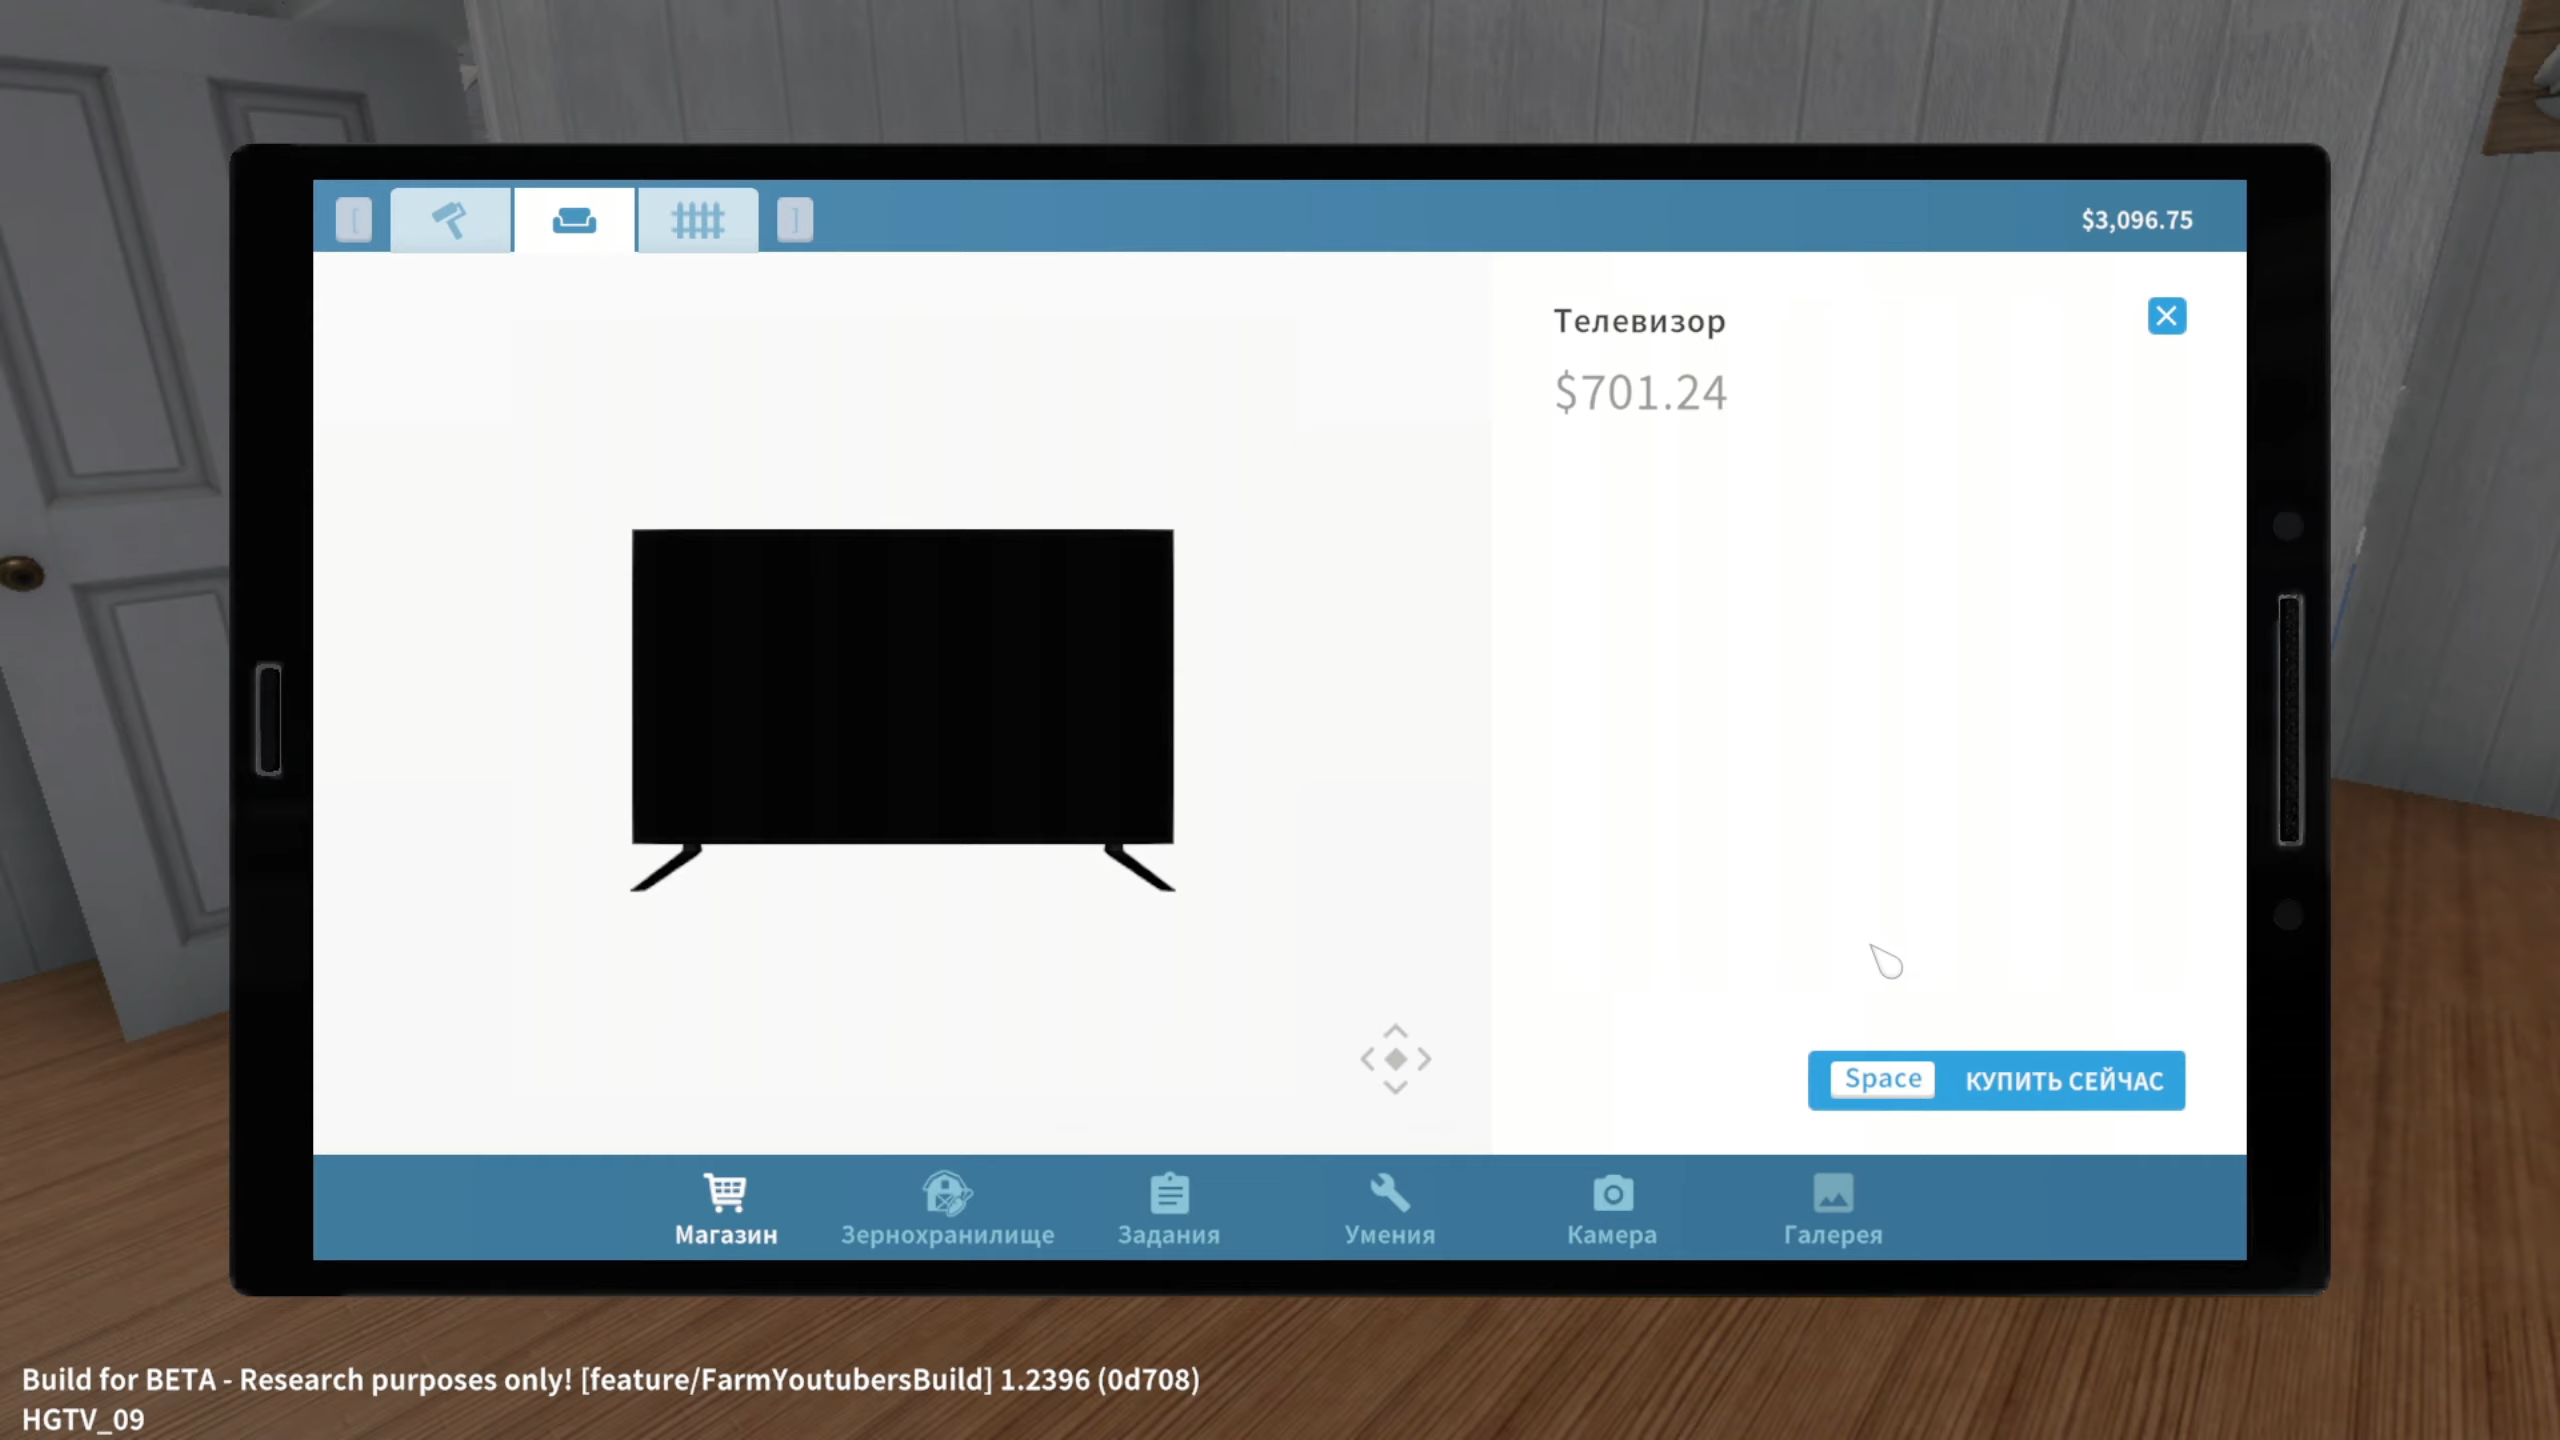 [
]
$3,096.75
Телевизор
$701.24
Space КУПИТЬ СЕЙЧАС
Магазин
Зернохранилище
Задания
Умения
Камера
Галерея
Build for BETA - Research purposes only! [feature/FarmYoutubersBuild] 1.2396 (0d708)
HGTV_09